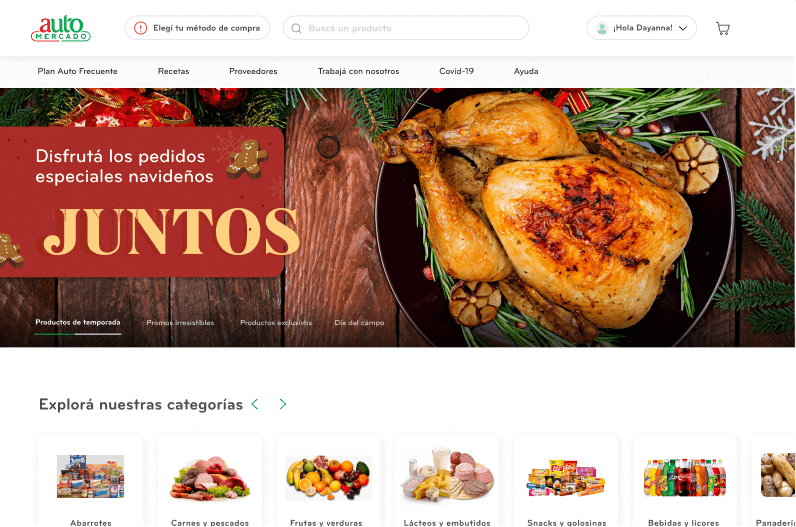 auto
MERCADO
Elegí tu método de compra
Buscá un producto
¡Hola Dayanna!
Plan Auto Frecuente
Recetas
Proveedores
Trabajá con nosotros
Covid-19
Ayuda
Disfrutá los pedidos
especiales navideños
JUNTOS
Productos de temporada
Promos irresistibles
Productos exclusivos
Día del campo
Explorá nuestras categorías
Abarrotes
Carnes y pescados
Frutas y verduras
Lácteos y embutidos
Snacks y golosinas
Bebidas y licores
Panadería